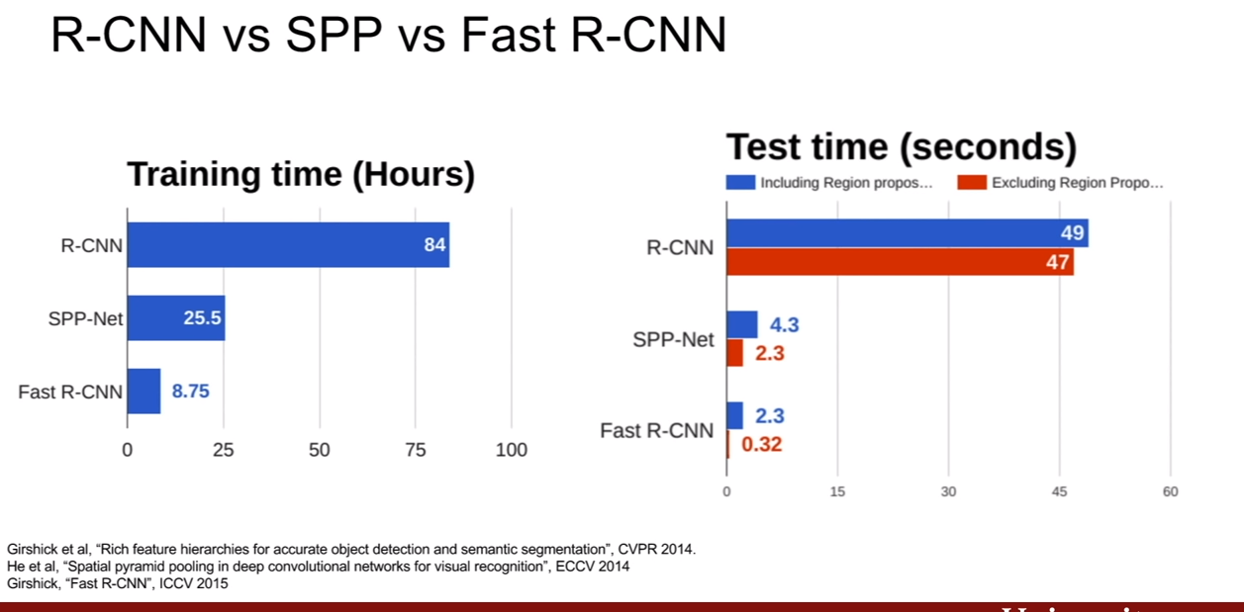 R-CNN vs SPP vs Fast R-CNN
Training time (Hours)
R-CNN 84
SPP-Net 25.5
Fast R-CNN 8.75
0 25 50 75 100
Test time (seconds)
Including Region propos... Excluding Region Propo...
R-CNN 49
47
SPP-Net 4.3
2.3
Fast R-CNN 2.3
0.32
0 15 30 45 60
Girshick et al, “Rich feature hierarchies for accurate object detection and semantic segmentation”, CVPR 2014.
He et al, “Spatial pyramid pooling in deep convolutional networks for visual recognition”, ECCV 2014
Girshick, “Fast R-CNN”, ICCV 2015